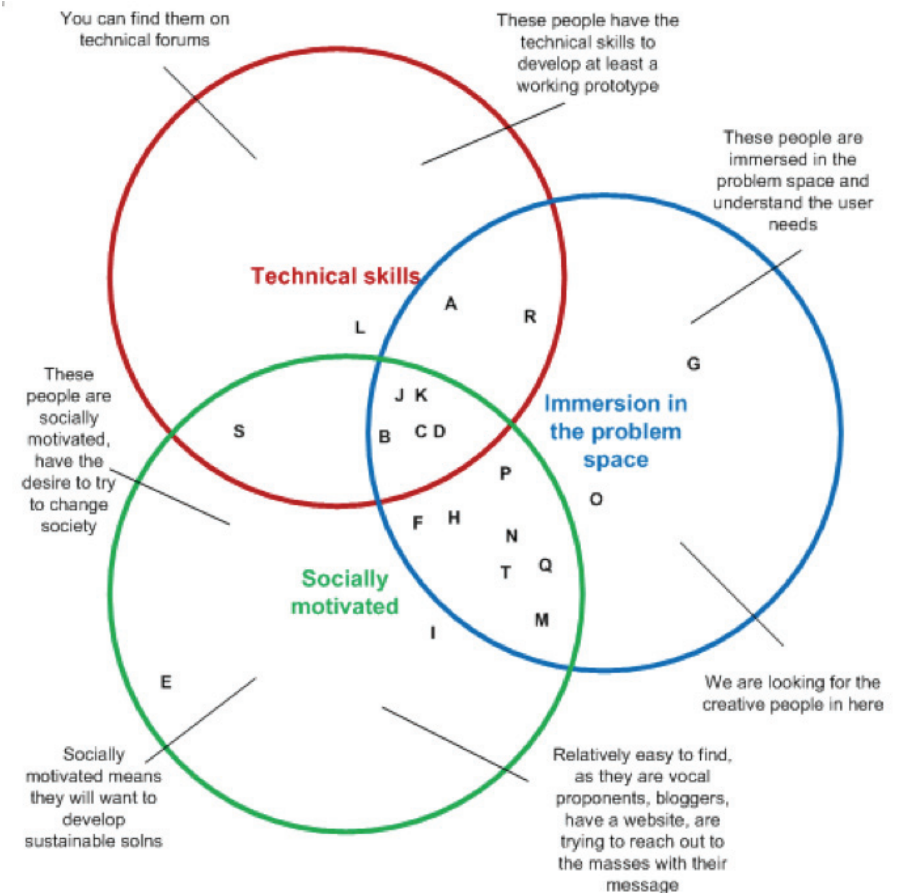 You can find them on
technical forums
These people have the
technical skills to
develop at least a
working prototype
These people are
immersed in the
problem space and
understand the user
needs
Technical skills
A
R
L
G
These
people are
socially
motivated,
have the
desire to try
to change
society
J K
Immersion in
the problem
space
S
B
C D
P
O
F
H
N
T
Q
Socially
motivated
M
I
E
We are looking for the
creative people in here
Socially
motivated means
they will want to
develop
sustainable solns
Relatively easy to find,
as they are vocal
proponents, bloggers,
have a website, are
trying to reach out to
the masses with their
message